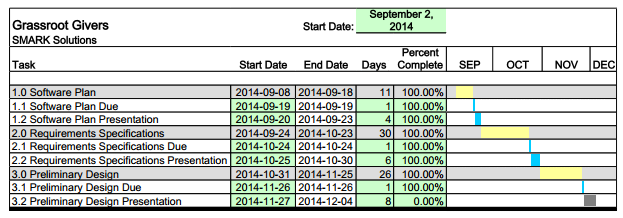 Grassroot Givers Start Date: September 2, 2014
SMARK Solutions
Task Start Date End Date Days Percent Complete SEP OCT NOV DEC
1.0 Software Plan 2014-09-08 2014-09-18 11 100.00%
1.1 Software Plan Due 2014-09-19 2014-09-19 1 100.00%
1.2 Software Plan Presentation 2014-09-20 2014-09-23 4 100.00%
2.0 Requirements Specifications 2014-09-24 2014-10-23 30 100.00%
2.1 Requirements Specifications Due 2014-10-24 2014-10-24 1 100.00%
2.2 Requirements Specifications Presentation 2014-10-25 2014-10-30 6 100.00%
3.0 Preliminary Design 2014-10-31 2014-11-25 26 100.00%
3.1 Preliminary Design Due 2014-11-26 2014-11-26 1 100.00%
3.2 Preliminary Design Presentation 2014-11-27 2014-12-04 8 0.00%